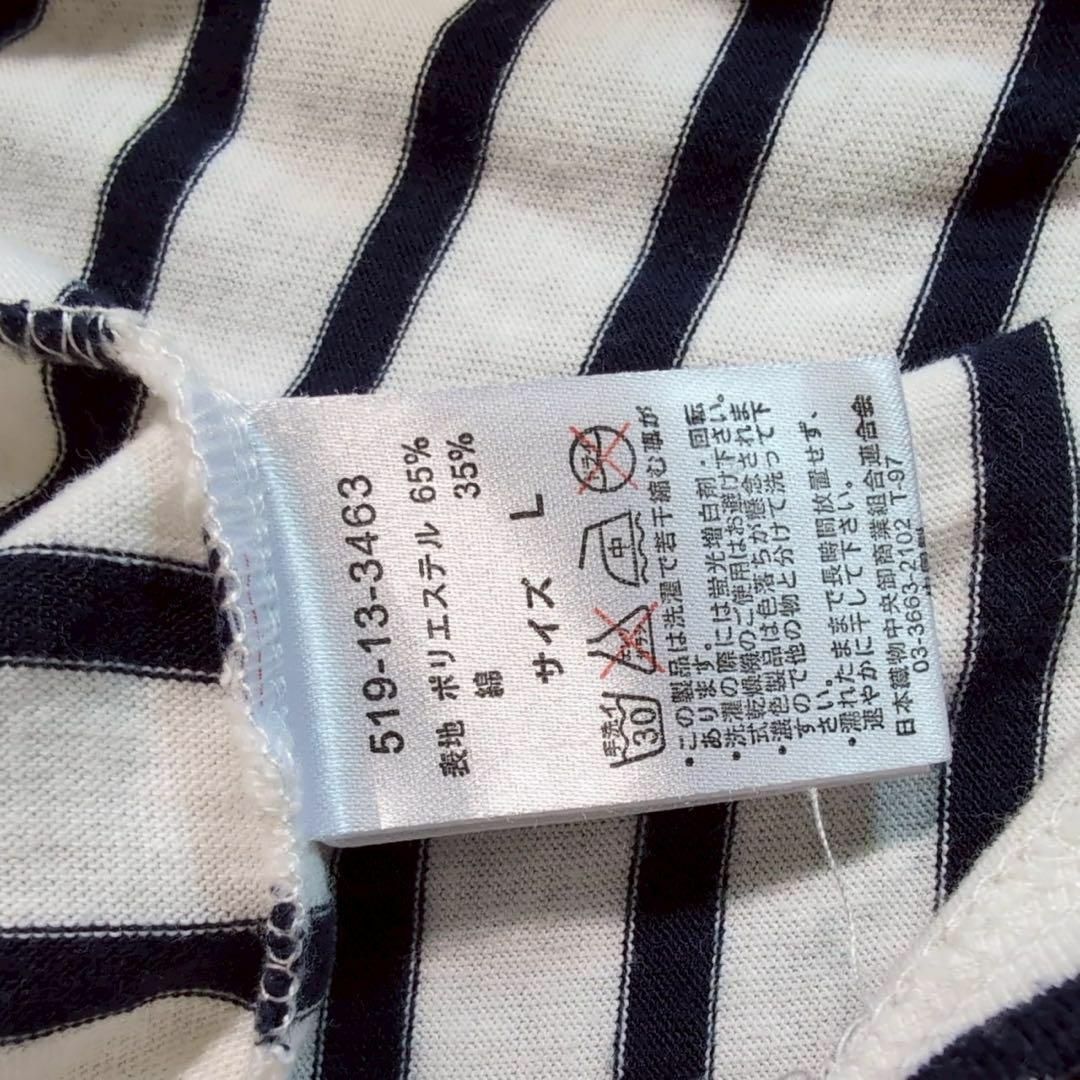 519-13-3463
表地 ポリエステル 65%
綿 35%
サイズ L
手洗イ 30
中
ドライ
・この製品は洗濯で若干縮む事が
あります。
・洗濯の際には蛍光増白剤・回転
式乾燥機のご使用はお避け下さい。
・濃色製品は色落ちが懸念されま
すので他の物と分けて洗って下
さい。
・濡れたまま長時間放置せず、
速やかに干して下さい。
日本織物中央卸商業組合連合会
03-3663-2102 T-97